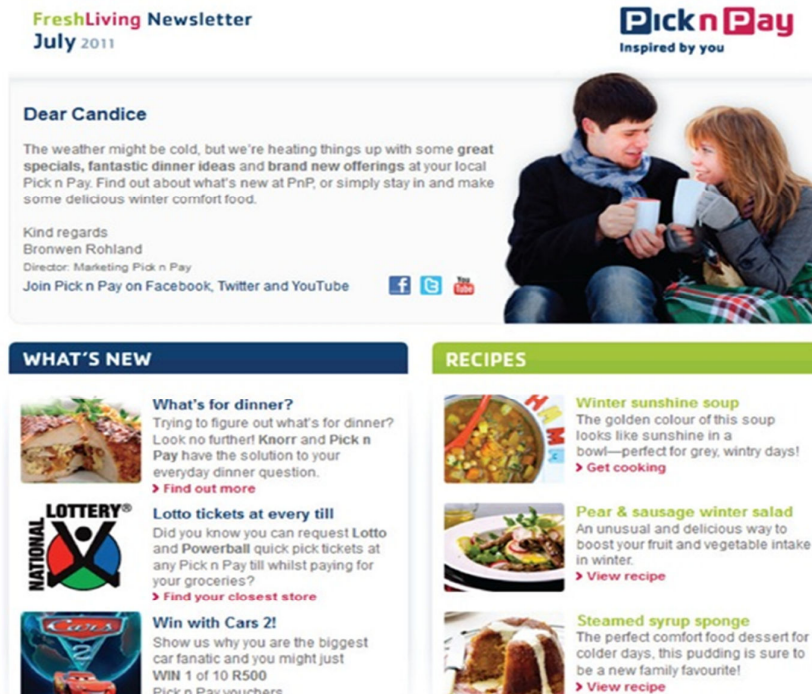 FreshLiving Newsletter
July 2011
Pick n Pay
Inspired by you
Dear Candice
The weather might be cold, but we're heating things up with some great
specials, fantastic dinner ideas and brand new offerings at your local
Pick n Pay. Find out about what's new at PnP, or simply stay in and make
some delicious winter comfort food.
Kind regards
Bronwen Rohland
Director: Marketing Pick n Pay
Join Pick n Pay on Facebook, Twitter and YouTube
f
t
You
Tube
WHAT'S NEW
What's for dinner?
Trying to figure out what's for dinner?
Look no further! Knorr and Pick n
Pay have the solution to your
everyday dinner question.
> Find out more
NATIONAL
LOTTERY®
Lotto tickets at every till
Did you know you can request Lotto
and Powerball quick pick tickets at
any Pick n Pay till whilst paying for
your groceries?
> Find your closest store
Cars
2
Win with Cars 2!
Show us why you are the biggest
car fanatic and you might just
WIN 1 of 10 R500
Pick n Pay vouchers
RECIPES
Winter sunshine soup
The golden colour of this soup
looks like sunshine in a
bowl—perfect for grey, wintry days!
> Get cooking
Pear & sausage winter salad
An unusual and delicious way to
boost your fruit and vegetable intake
in winter.
> View recipe
Steamed syrup sponge
The perfect comfort food dessert for
colder days, this pudding is sure to
be a new family favourite!
> View recipe